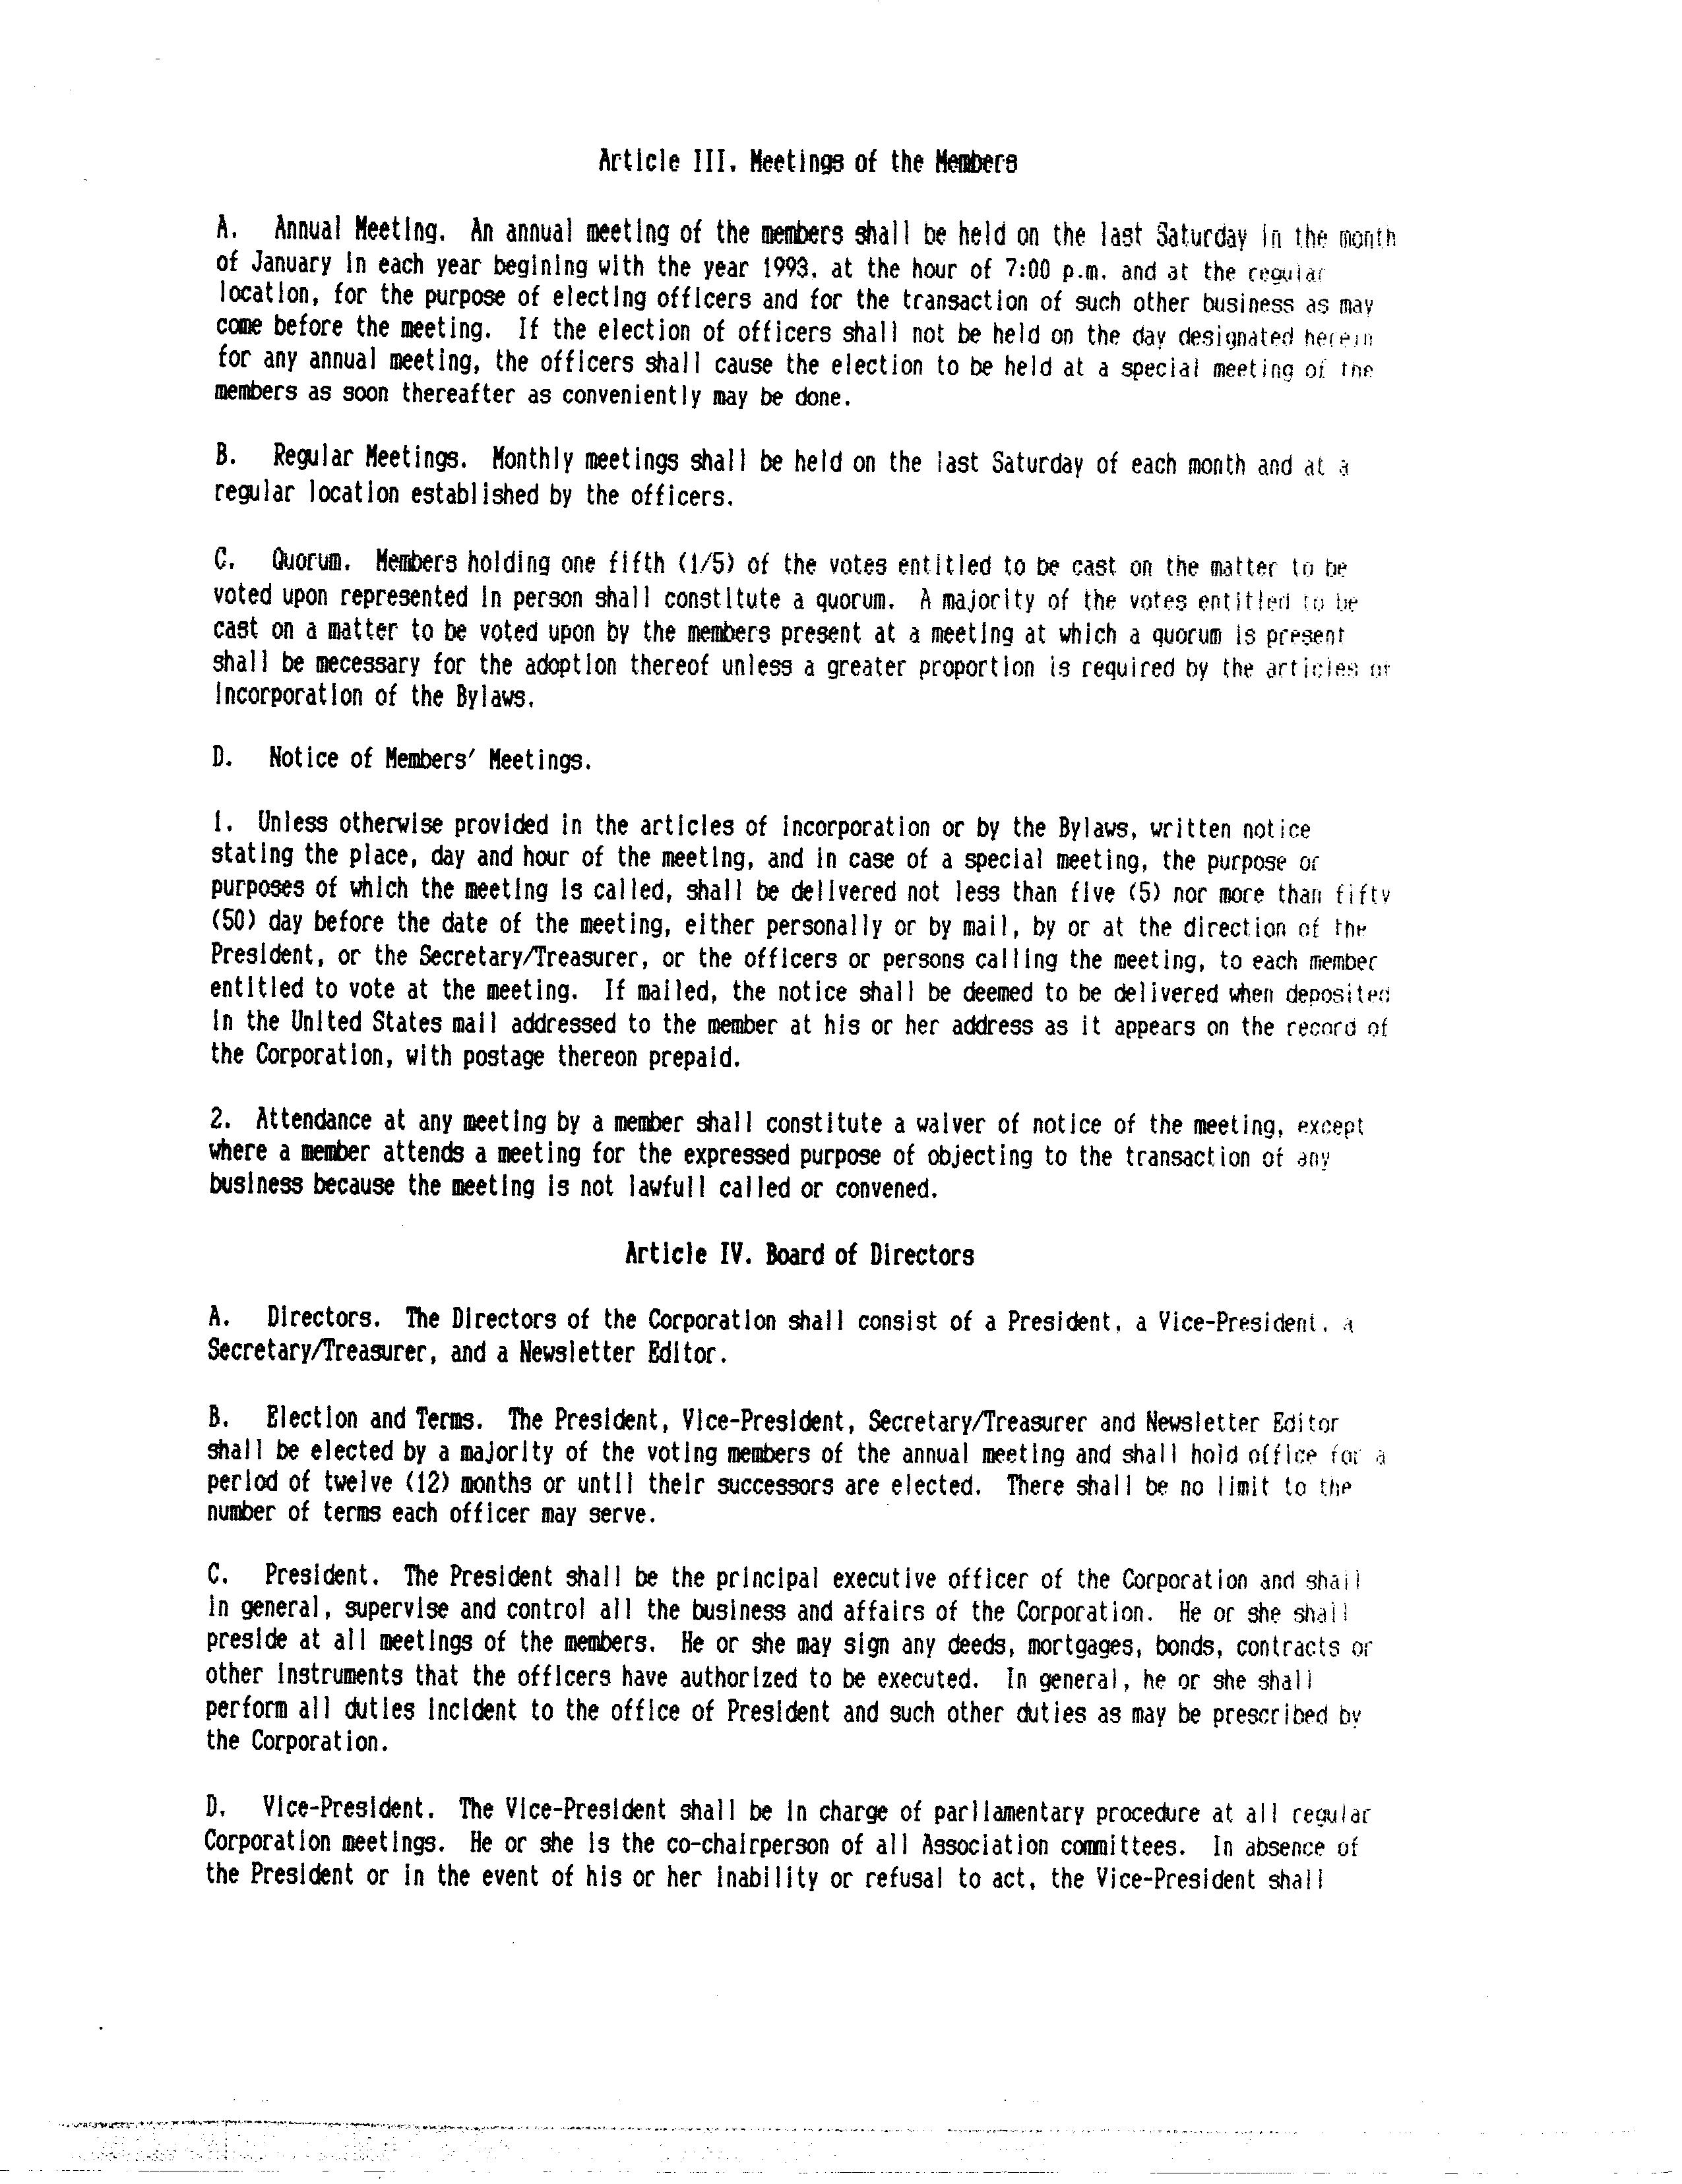 Article III. Meetings of the Members
A. Annual Meeting. An annual meeting of the members shall be held on the last Saturday in the month
of January in each year begining with the year 1993. at the hour of 7:00 p.m. and at the regular
location, for the purpose of electing officers and for the transaction of such other business as may
come before the meeting. If the election of officers shall not be held on the day designated herein
for any annual meeting, the officers shall cause the election to be held at a special meeting of the
members as soon thereafter as conveniently may be done.
B. Regular Meetings. Monthly meetings shall be held on the last Saturday of each month and at a
regular location established by the officers.
C. Quorum. Members holding one fifth (1/5) of the votes entitled to be cast on the matter to be
voted upon represented in person shall constitute a quorum. A majority of the votes entitled to be
cast on a matter to be voted upon by the members present at a meeting at which a quorum is present
shall be mecessary for the adoption thereof unless a greater proportion is required by the articles or
incorporation of the Bylaws.
D. Notice of Members' Meetings.
1. Unless otherwise provided in the articles of incorporation or by the Bylaws, written notice
stating the place, day and hour of the meeting, and in case of a special meeting, the purpose or
purposes of which the meeting is called, shall be delivered not less than five (5) nor more than fifty
(50) day before the date of the meeting, either personally or by mail, by or at the direction of the
President, or the Secretary/Treasurer, or the officers or persons calling the meeting, to each member
entitled to vote at the meeting. If mailed, the notice shall be deemed to be delivered when deposited
in the United States mail addressed to the member at his or her address as it appears on the record of
the Corporation, with postage thereon prepaid.
2. Attendance at any meeting by a member shall constitute a waiver of notice of the meeting, except
where a member attends a meeting for the expressed purpose of objecting to the transaction of any
business because the meeting is not lawfull called or convened.
Article IV. Board of Directors
A. Directors. The Directors of the Corporation shall consist of a President, a Vice-President, a
Secretary/Treasurer, and a Newsletter Editor.
B. Election and Terms. The President, Vice-President, Secretary/Treasurer and Newsletter Editor
shall be elected by a majority of the voting members of the annual meeting and shall hold office for a
period of twelve (12) months or until their successors are elected. There shall be no limit to the
number of terms each officer may serve.
C. President. The President shall be the principal executive officer of the Corporation and shall
in general, supervise and control all the business and affairs of the Corporation. He or she shall
preside at all meetings of the members. He or she may sign any deeds, mortgages, bonds, contracts or
other instruments that the officers have authorized to be executed. In general, he or she shall
perform all duties incident to the office of President and such other duties as may be prescribed by
the Corporation.
D. Vice-President. The Vice-President shall be in charge of parliamentary procedure at all regular
Corporation meetings. He or she is the co-chairperson of all Association committees. In absence of
the President or in the event of his or her inability or refusal to act, the Vice-President shall